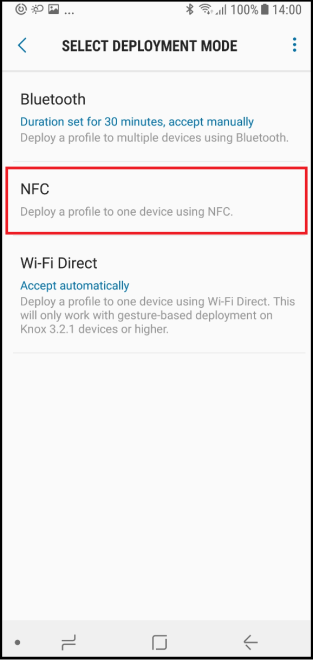 ... 100% 14:00
SELECT DEPLOYMENT MODE
Bluetooth
Duration set for 30 minutes, accept manually
Deploy a profile to multiple devices using Bluetooth.
NFC
Deploy a profile to one device using NFC.
Wi-Fi Direct
Accept automatically
Deploy a profile to one device using Wi-Fi Direct. This
will only work with gesture-based deployment on
Knox 3.2.1 devices or higher.